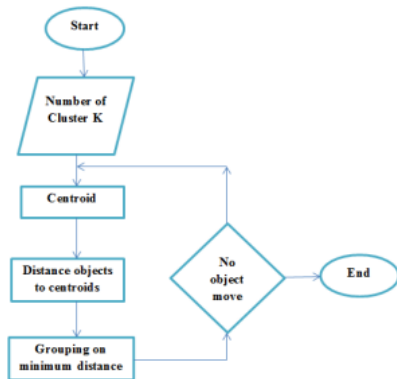 Start
Number of
Cluster K
Centroid
Distance objects
to centroids
Grouping on
minimum distance
No
object
move
End